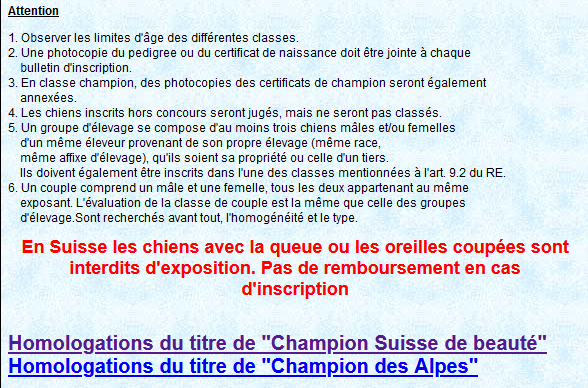 Attention
1. Observer les limites d'âge des différentes classes.
2. Une photocopie du pedigree ou du certificat de naissance doit être jointe à chaque
bulletin d'inscription.
3. En classe champion, des photocopies des certificats de champion seront également
annexées.
4. Les chiens inscrits hors concours seront jugés, mais ne seront pas classés.
5. Un groupe d'élevage se compose d'au moins trois chiens mâles et/ou femelles
d'un même éleveur provenant de son propre élevage (même race,
même affixe d'élevage), qu'ils soient sa propriété ou celle d'un tiers.
Ils doivent également être inscrits dans l'une des classes mentionnées à l'art. 9.2 du RE.
6. Un couple comprend un mâle et une femelle, tous les deux appartenant au même
exposant. L'évaluation de la classe de couple est la même que celle des groupes
d'élevage.Sont recherchés avant tout, l'homogénéité et le type.
En Suisse les chiens avec la queue ou les oreilles coupées sont
interdits d'exposition. Pas de remboursement en cas
d'inscription
Homologations du titre de "Champion Suisse de beauté"
Homologations du titre de "Champion des Alpes"